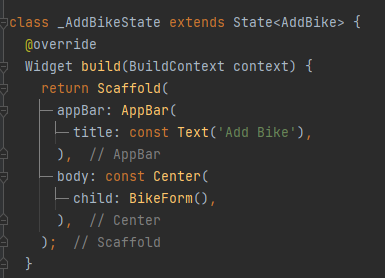 class _AddBikeState extends State<AddBike> {
  @override
  Widget build(BuildContext context) {
    return Scaffold(
      appBar: AppBar(
        title: const Text('Add Bike'),
      ),  // AppBar
      body: const Center(
        child: BikeForm(),
      ),  // Center
    );  // Scaffold
  }